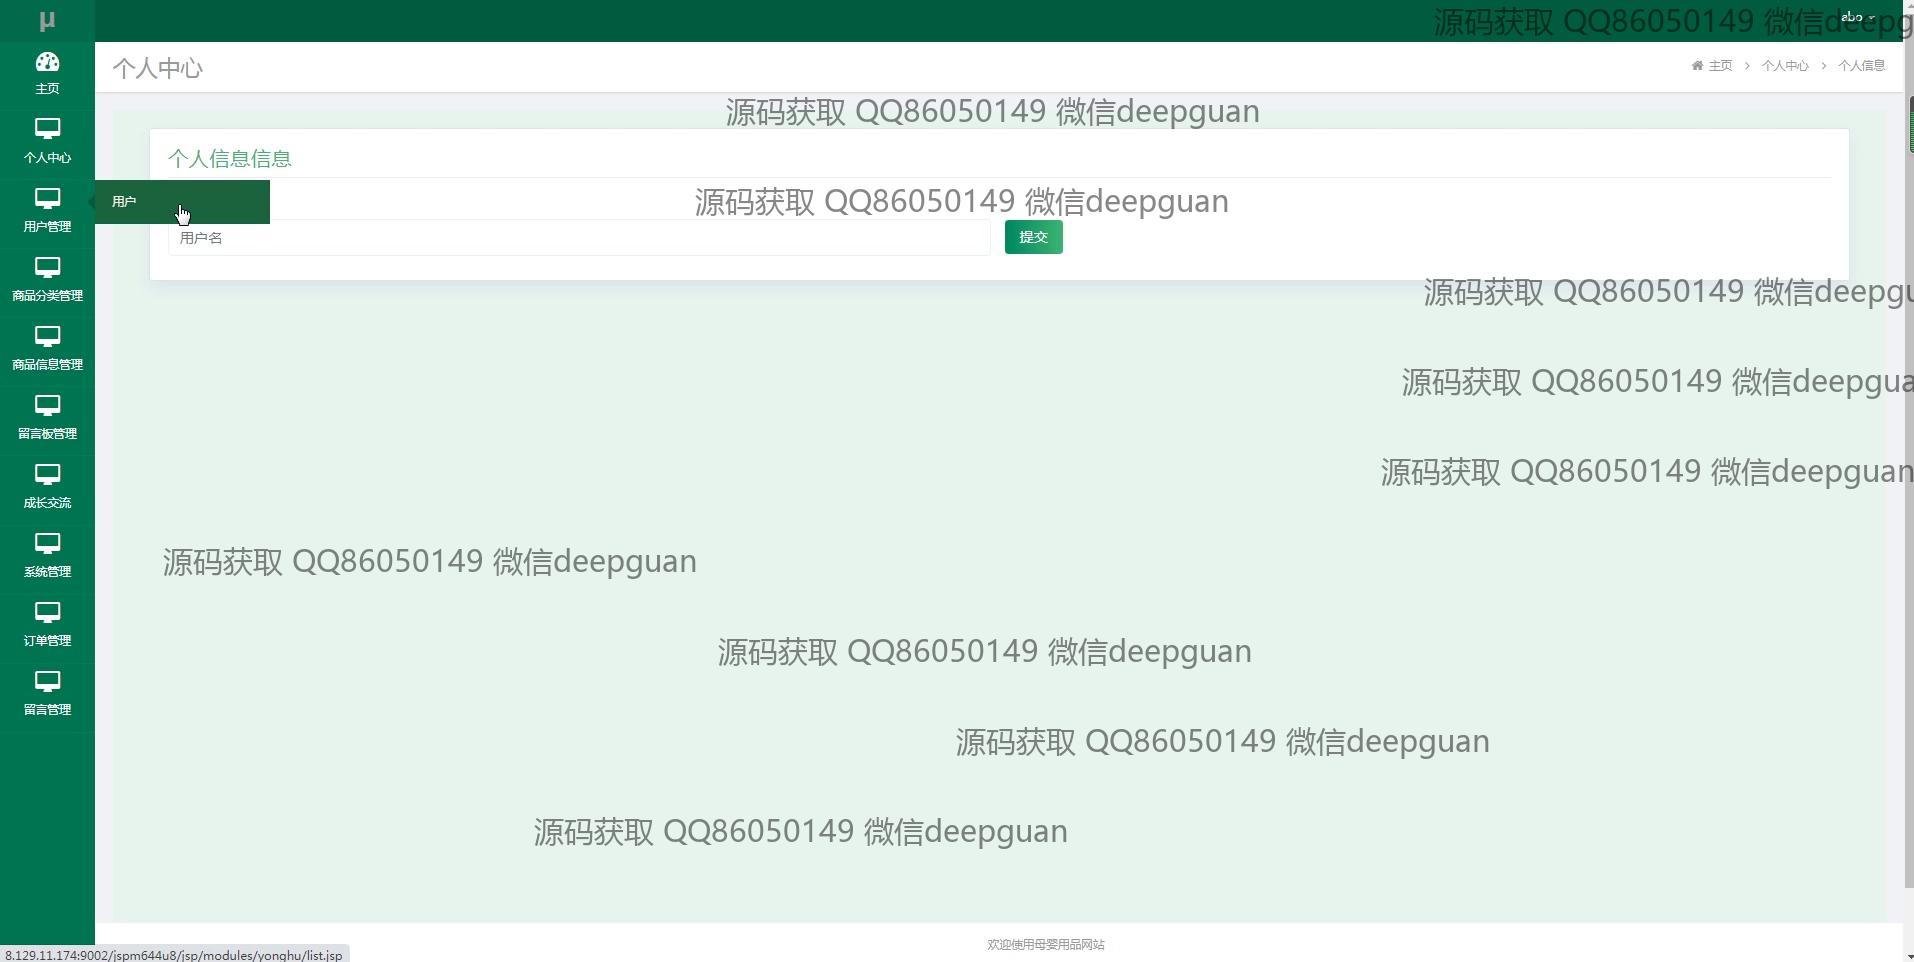 μ
源码获取 QQ86050149 微信deepg
abo
个人中心
主页
个人中心
个人信息
主页
源码获取 QQ86050149 微信deepguan
个人中心
个人信息信息
用户
源码获取 QQ86050149 微信deepguan
用户管理
用户名
提交
商品分类管理
源码获取 QQ86050149 微信deepgu
商品信息管理
源码获取 QQ86050149 微信deepgua
留言板管理
源码获取 QQ86050149 微信deepguan
成长交流
源码获取 QQ86050149 微信deepguan
系统管理
订单管理
源码获取 QQ86050149 微信deepguan
留言管理
源码获取 QQ86050149 微信deepguan
源码获取 QQ86050149 微信deepguan
欢迎使用母婴用品网站
8.129.11.174:9002/jspm644u8/jsp/modules/yonghu/list.jsp